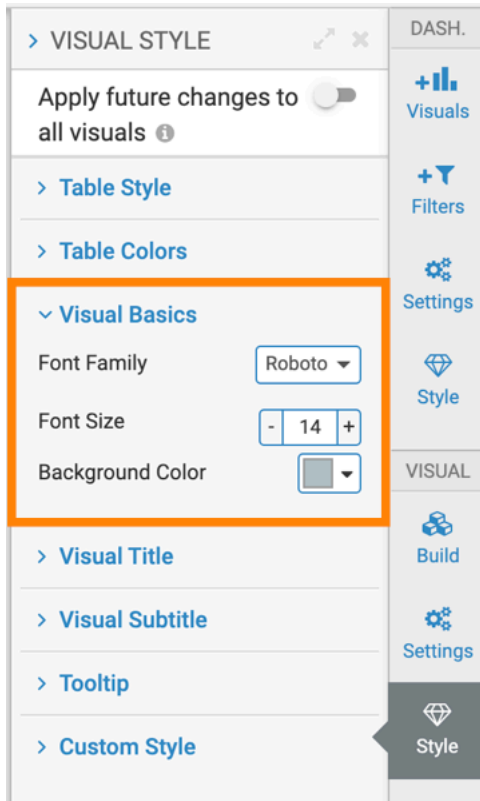 VISUAL STYLE
Apply future changes to
all visuals
Table Style
Table Colors
Visual Basics
Font Family
Roboto
Font Size
- 14 +
Background Color
Visual Title
Visual Subtitle
Tooltip
Custom Style
DASH.
Visuals
Filters
Settings
Style
VISUAL
Build
Settings
Style